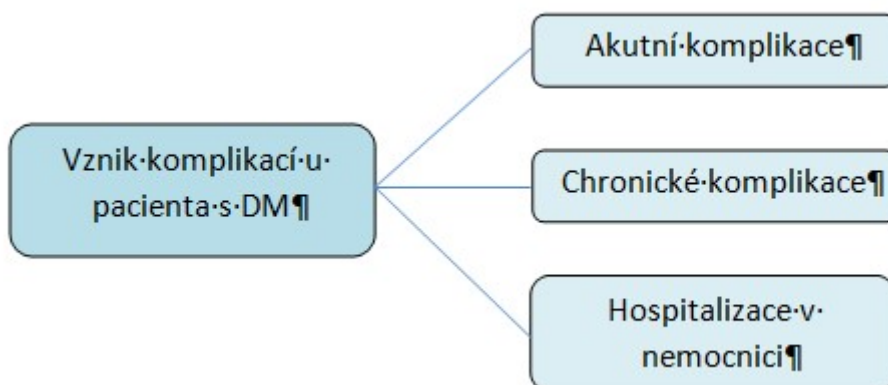 Vznik·komplikací·u·
pacienta·s·DM¶
Akutní·komplikace¶
Chronické·komplikace¶
Hospitalizace·v·
nemocnici¶